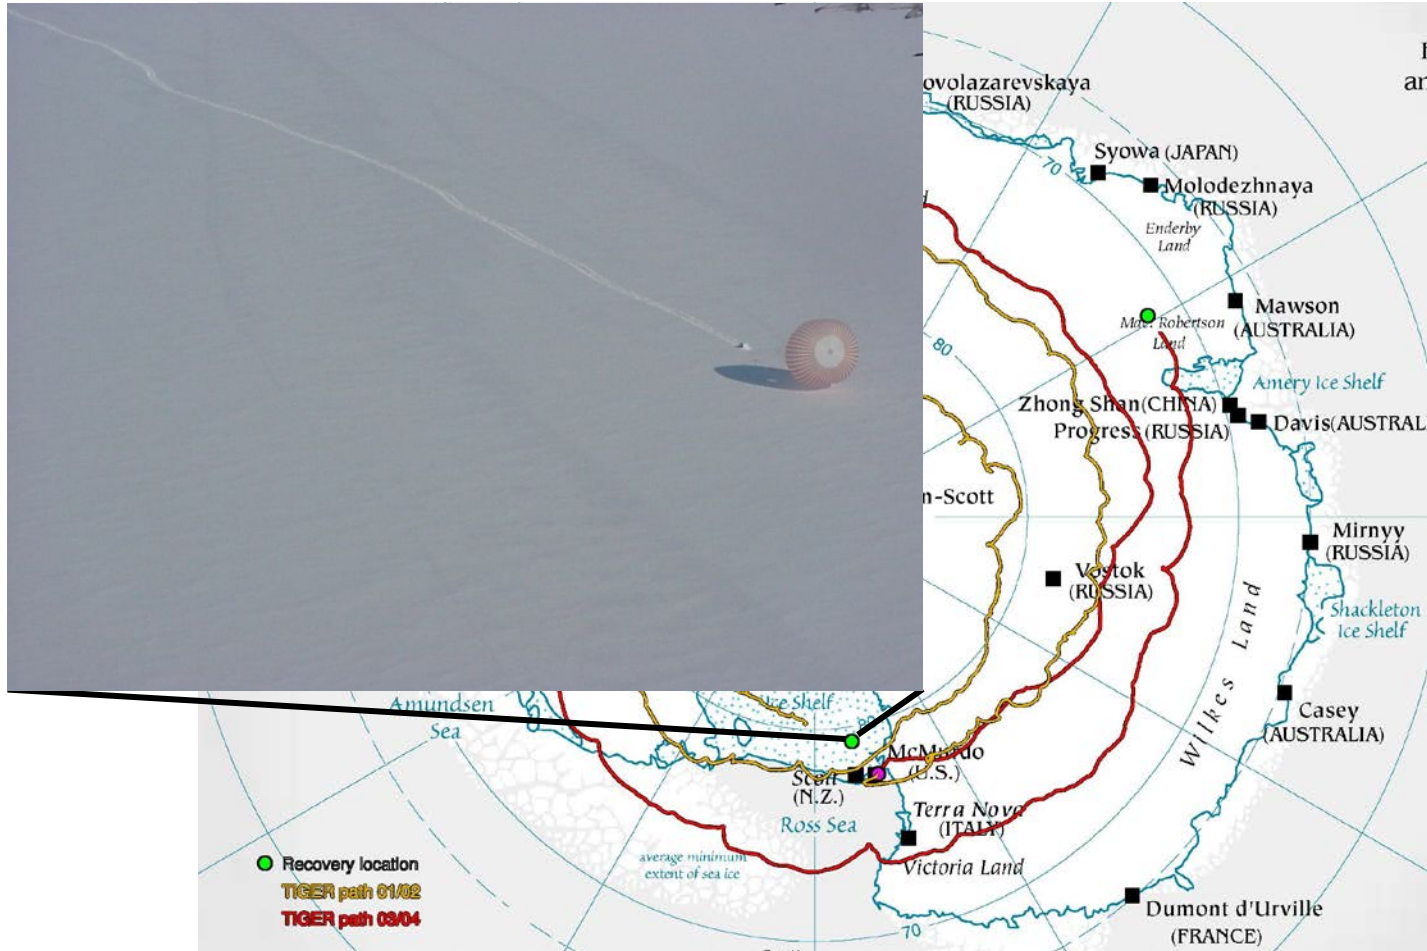 ovolazarevskaya
(RUSSIA)
Syowa (JAPAN)
70
Molodezhnaya
(RUSSIA)
Enderby
Land
Mawson
(AUSTRALIA)
Mac. Robertson
Land
80
Amery Ice Shelf
Zhong Shan(CHINA)
Progress (RUSSIA)
Davis(AUSTRAL
n-Scott
Mirnyy
(RUSSIA)
Vostok
(RUSSIA)
Shackleton
Ice Shelf
Wilkes Land
Amundsen
Sea
Ice Shelf
Casey
(AUSTRALIA)
McMurdo
(U.S.)
Scott
(N.Z.)
Ross Sea
Terra Nova
(ITALY)
average minimum
extent of sea ice
Victoria Land
Recovery location
TIGER path 01/02
TIGER path 03/04
Dumont d'Urville
(FRANCE)
70